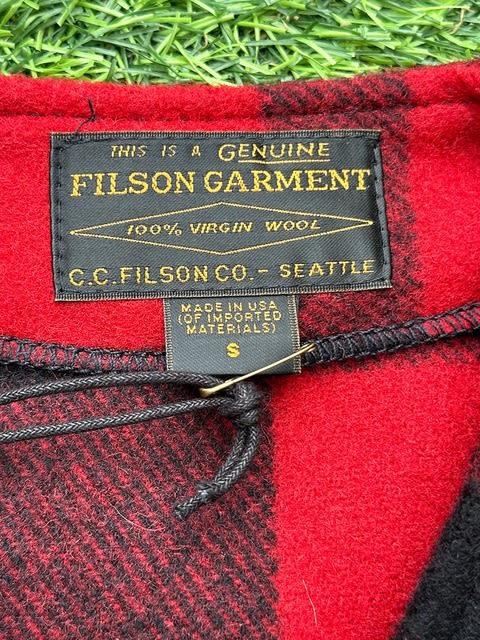 THIS IS A GENUINE
FILSON GARMENT
100% VIRGIN WOOL
C.C. FILSON CO. - SEATTLE
MADE IN USA
(OF IMPORTED
MATERIALS)
S